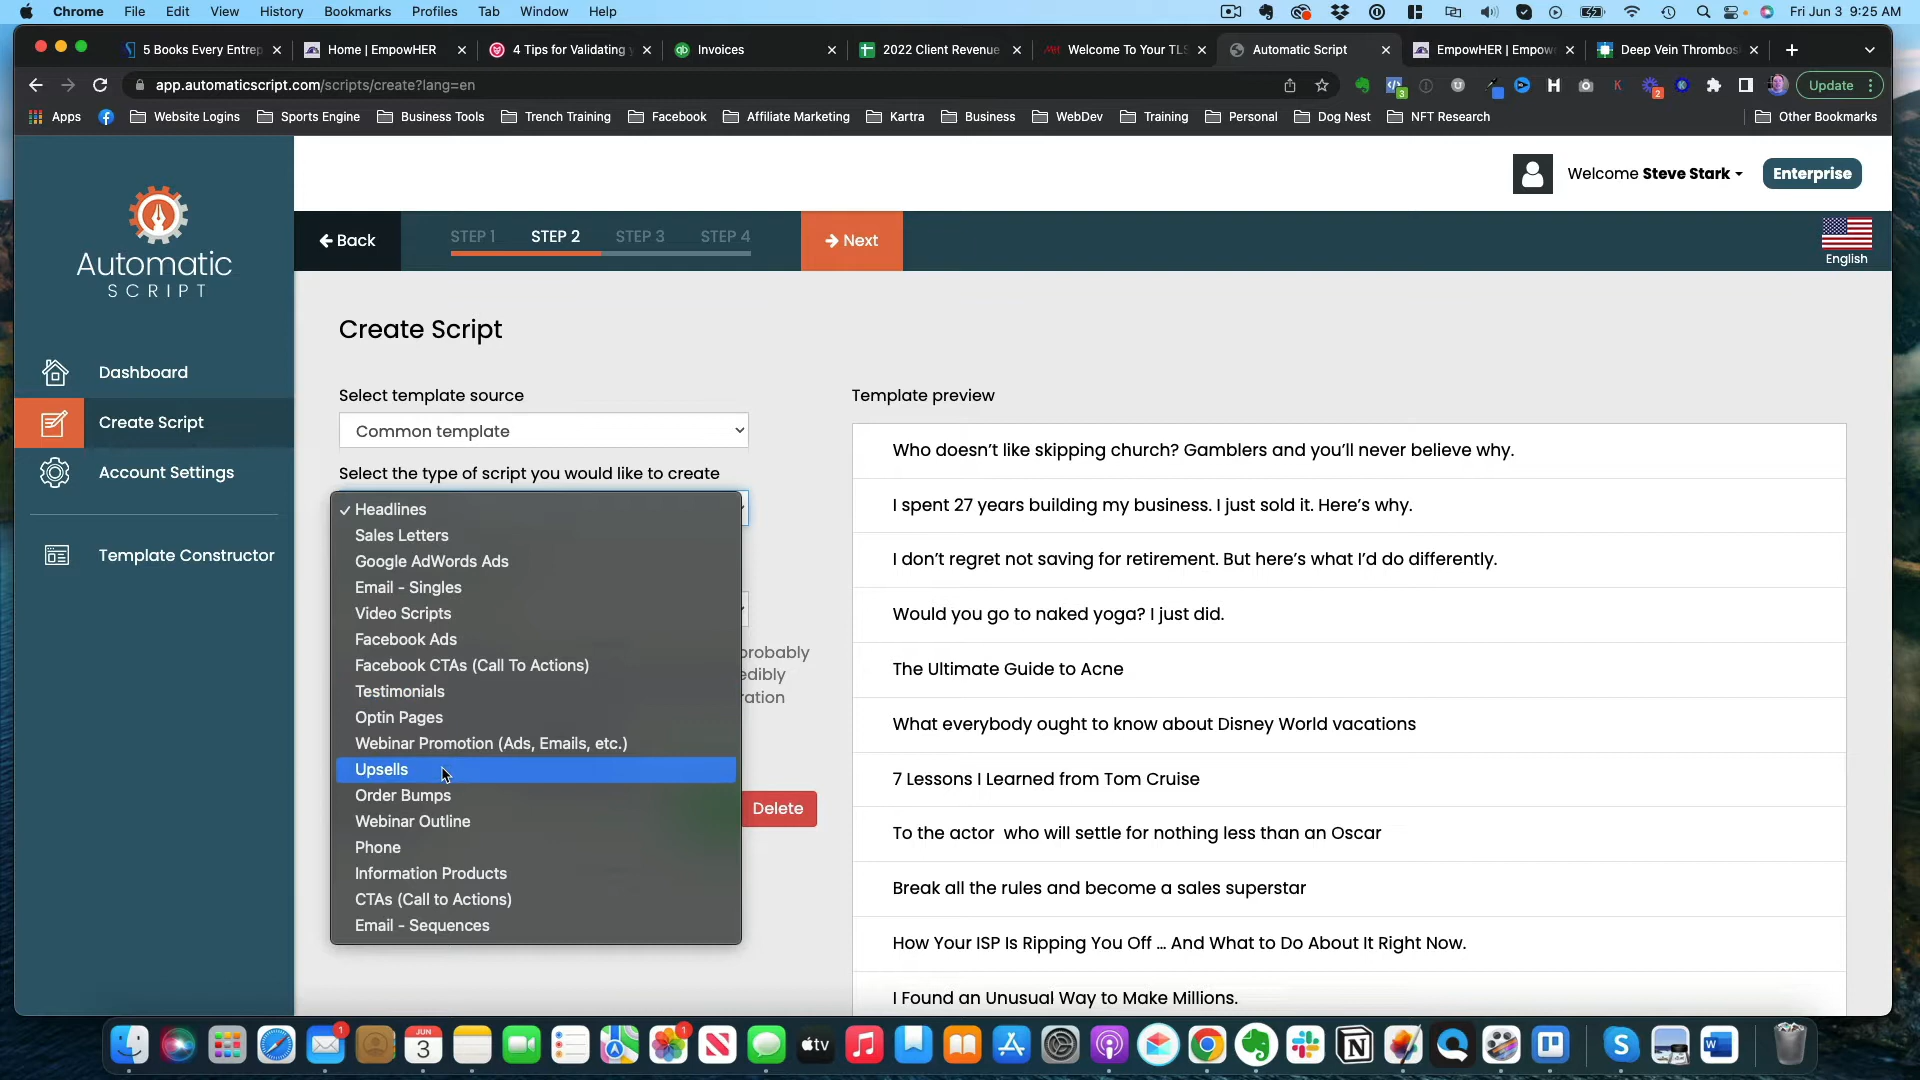 Chrome File Edit View History Bookmarks Profiles Tab Window Help
Fri Jun 3 9:25 AM
5 Books Every Entrep
Home | EmpowHER
4 Tips for Validating
Invoices
2022 Client Revenue
Welcome To Your TLS
Automatic Script
EmpowHER | Empow
Deep Vein Thrombos
app.automaticscript.com/scripts/create?lang=en
Update
Apps Website Logins Sports Engine Business Tools Trench Training Facebook Affiliate Marketing Kartra Business WebDev Training Personal Dog Nest NFT Research Other Bookmarks
Automatic
SCRIPT
Welcome Steve Stark
Enterprise
Back
STEP 1 STEP 2 STEP 3 STEP 4
Next
English
Dashboard
Create Script
Account Settings
Template Constructor
Create Script
Select template source
Common template
Select the type of script you would like to create
✓ Headlines
Sales Letters
Google AdWords Ads
Email - Singles
Video Scripts
Facebook Ads
Facebook CTAs (Call To Actions)
Testimonials
Optin Pages
Webinar Promotion (Ads, Emails, etc.)
Upsells
Order Bumps
Webinar Outline
Phone
Information Products
CTAs (Call to Actions)
Email - Sequences
probably
edibly
ration
Delete
Template preview
Who doesn’t like skipping church? Gamblers and you’ll never believe why.
I spent 27 years building my business. I just sold it. Here’s why.
I don’t regret not saving for retirement. But here’s what I’d do differently.
Would you go to naked yoga? I just did.
The Ultimate Guide to Acne
What everybody ought to know about Disney World vacations
7 Lessons I Learned from Tom Cruise
To the actor who will settle for nothing less than an Oscar
Break all the rules and become a sales superstar
How Your ISP Is Ripping You Off ... And What to Do About It Right Now.
I Found an Unusual Way to Make Millions.
1
JUN
3
1
tv